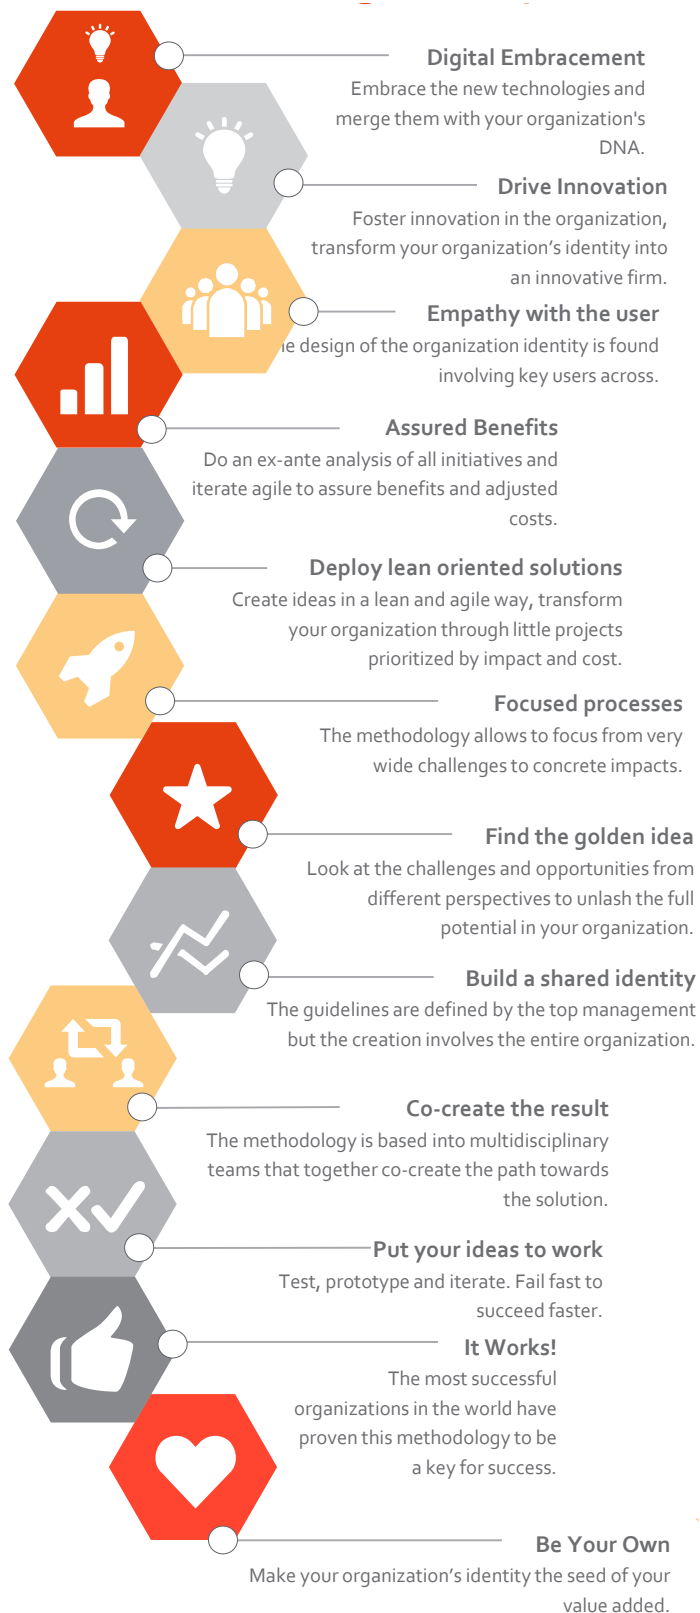 Digital Embracement
Embrace the new technologies and
merge them with your organization's
DNA.
Drive Innovation
Foster innovation in the organization,
transform your organization’s identity into
an innovative firm.
Empathy with the user
design of the organization identity is found
involving key users across.
Assured Benefits
Do an ex-ante analysis of all initiatives and
iterate agile to assure benefits and adjusted
costs.
Deploy lean oriented solutions
Create ideas in a lean and agile way, transform
your organization through little projects
prioritized by impact and cost.
Focused processes
The methodology allows to focus from very
wide challenges to concrete impacts.
Find the golden idea
Look at the challenges and opportunities from
different perspectives to unlash the full
potential in your organization.
Build a shared identity
The guidelines are defined by the top management
but the creation involves the entire organization.
Co-create the result
The methodology is based into multidisciplinary
teams that together co-create the path towards
the solution.
Put your ideas to work
Test, prototype and iterate. Fail fast to
succeed faster.
It Works!
The most successful
organizations in the world have
proven this methodology to be
a key for success.
Be Your Own
Make your organization’s identity the seed of your
value added.